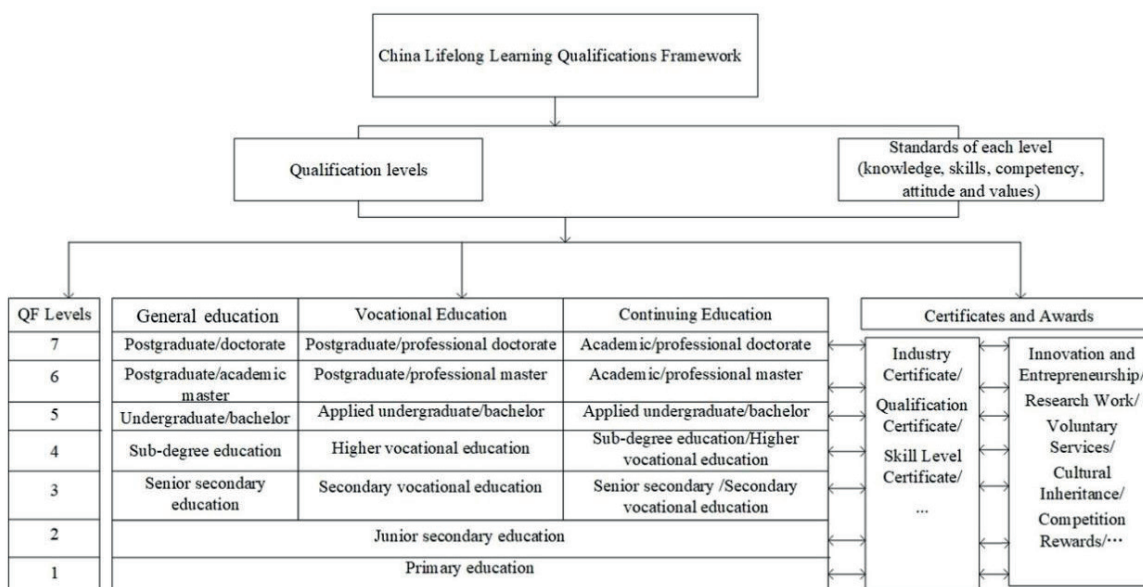 China Lifelong Learning Qualifications Framework
Qualification levels
Standards of each level
(knowledge, skills, competency,
attitude and values)
QF Levels
General education
Vocational Education
Continuing Education
Certificates and Awards
7
Postgraduate/doctorate
Postgraduate/professional doctorate
Academic/professional doctorate
6
Postgraduate/academic
master
Postgraduate/professional master
Academic/professional master
5
Undergraduate/bachelor
Applied undergraduate/bachelor
Applied undergraduate/bachelor
4
Sub-degree education
Higher vocational education
Sub-degree education/Higher
vocational education
3
Senior secondary
education
Secondary vocational education
Senior secondary /Secondary
vocational education
2
Junior secondary education
1
Primary education
Industry
Certificate/
Qualification
Certificate/
Skill Level
Certificate/
...
Innovation and
Entrepreneurship/
Research Work/
Voluntary
Services/
Cultural
Inheritance/
Competition
Rewards/⋯